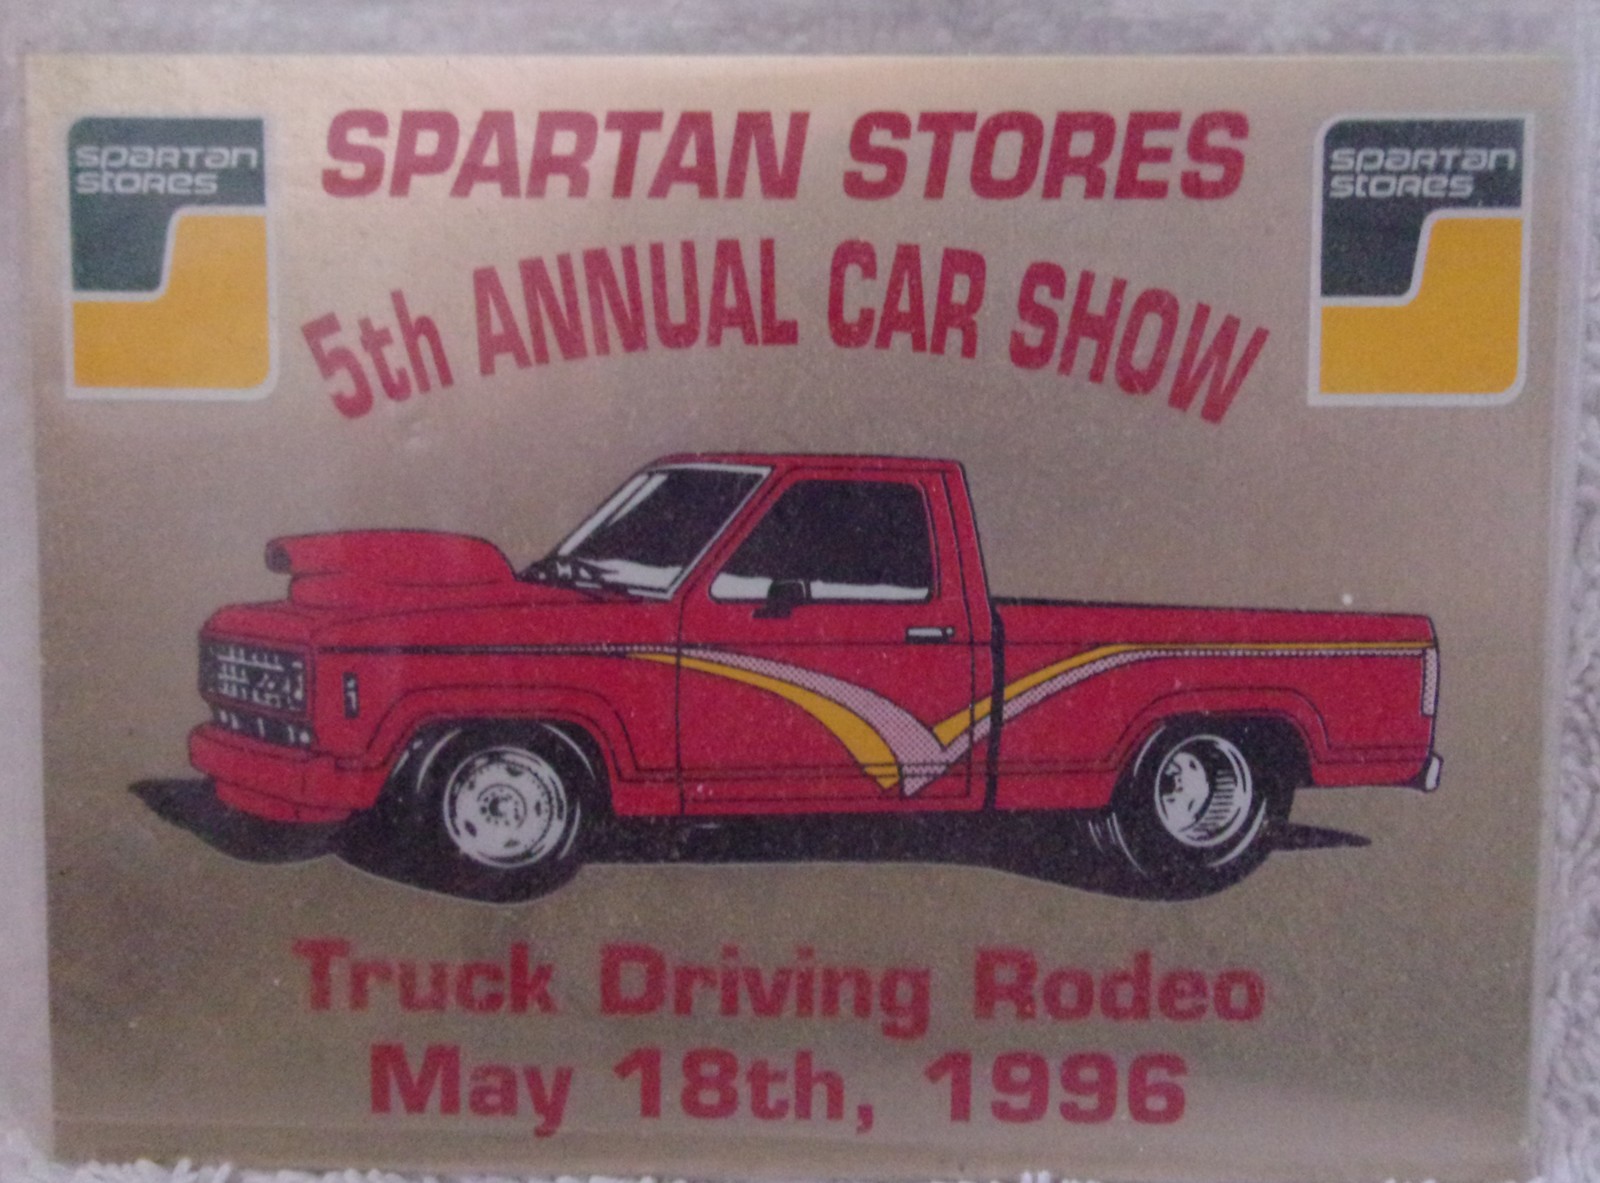 SPARTAN STORES
spartan
stores
spartan
stores
5th ANNUAL CAR SHOW
Truck Driving Rodeo
May 18th, 1996